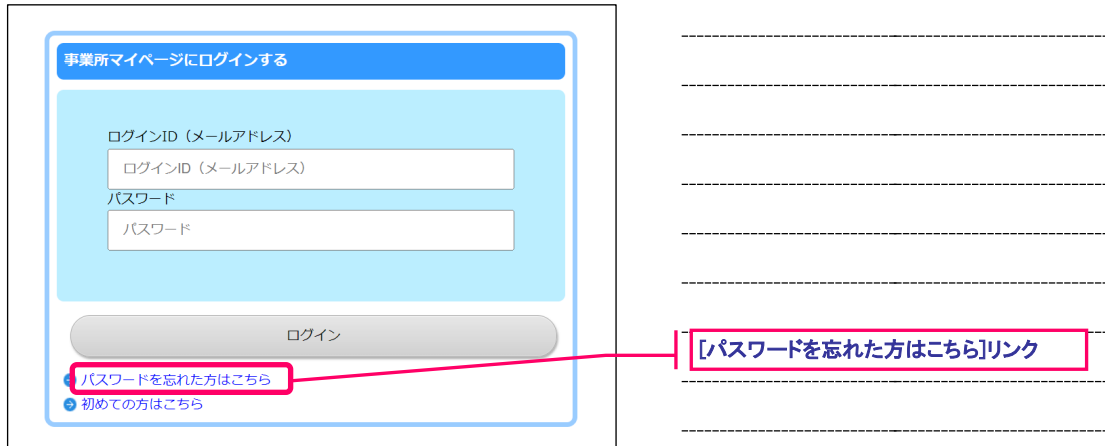 事業所マイページにログインする
ログインID（メールアドレス）
ログインID（メールアドレス）
パスワード
パスワード
ログイン
パスワードを忘れた方はこちら
初めての方はこちら
[パスワードを忘れた方はこちら]リンク